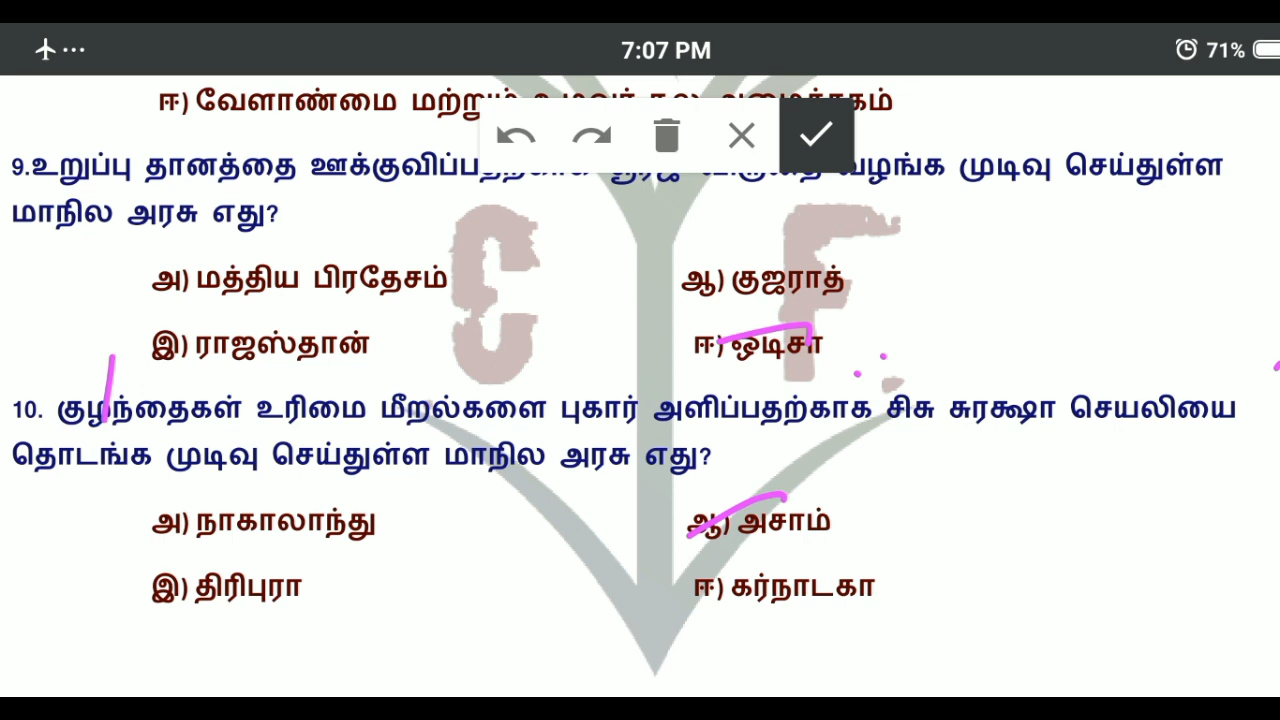 7:07 PM
71%
ஈ) வேளாண்மை மற்றும்
9.உறுப்பு தானத்தை ஊக்குவிப்பதற்காக வழங்க முடிவு செய்துள்ள
மாநில அரசு எது?
அ) மத்திய பிரதேசம் ஆ) குஜராத்
இ) ராஜஸ்தான் ஈ) ஒடிசா
10. குழந்தைகள் உரிமை மீறல்களை புகார் அளிப்பதற்காக சிசு சுரக்ஷா செயலியை
தொடங்க முடிவு செய்துள்ள மாநில அரசு எது?
அ) நாகாலாந்து ஆ) அசாம்
இ) திரிபுரா ஈ) கர்நாடகா
C F